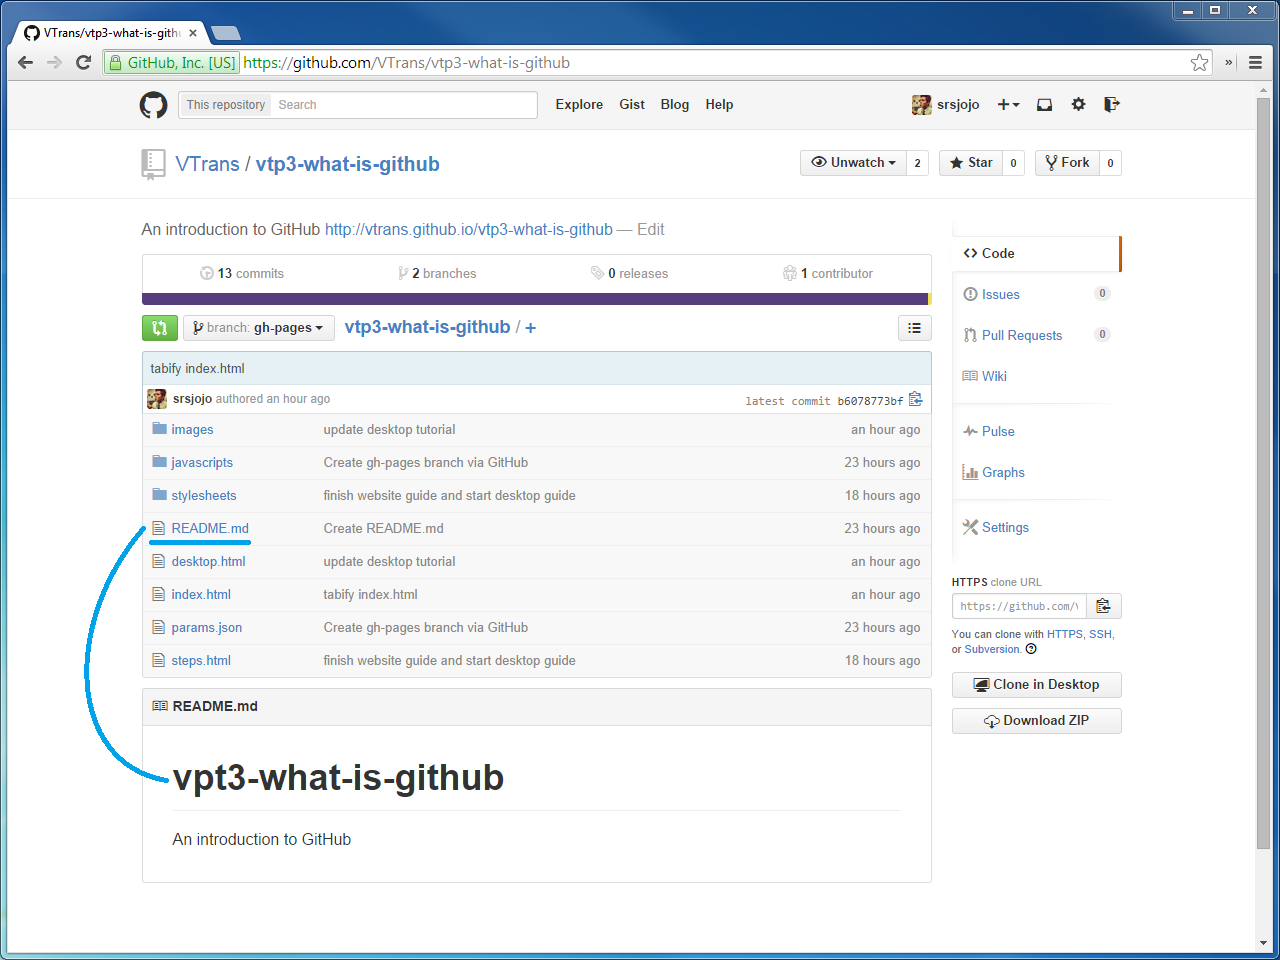 VTrans/vtp3-what-is-gith
GitHub, Inc. [US] https://github.com/VTrans/vtp3-what-is-github
This repository Search Explore Gist Blog Help srsjojo
VTrans / vtp3-what-is-github Unwatch 2 Star 0 Fork 0
An introduction to GitHub http://vtrans.github.io/vtp3-what-is-github — Edit
13 commits 2 branches 0 releases 1 contributor
branch: gh-pages vtp3-what-is-github / +
tabify index.html
srsjojo authored an hour ago latest commit b6078773bf
images update desktop tutorial an hour ago
javascripts Create gh-pages branch via GitHub 23 hours ago
stylesheets finish website guide and start desktop guide 18 hours ago
README.md Create README.md 23 hours ago
desktop.html update desktop tutorial an hour ago
index.html tabify index.html an hour ago
params.json Create gh-pages branch via GitHub 23 hours ago
steps.html finish website guide and start desktop guide 18 hours ago
README.md
vpt3-what-is-github
An introduction to GitHub
Code
Issues 0
Pull Requests 0
Wiki
Pulse
Graphs
Settings
HTTPS clone URL
https://github.com/
You can clone with HTTPS, SSH,
or Subversion.
Clone in Desktop
Download ZIP